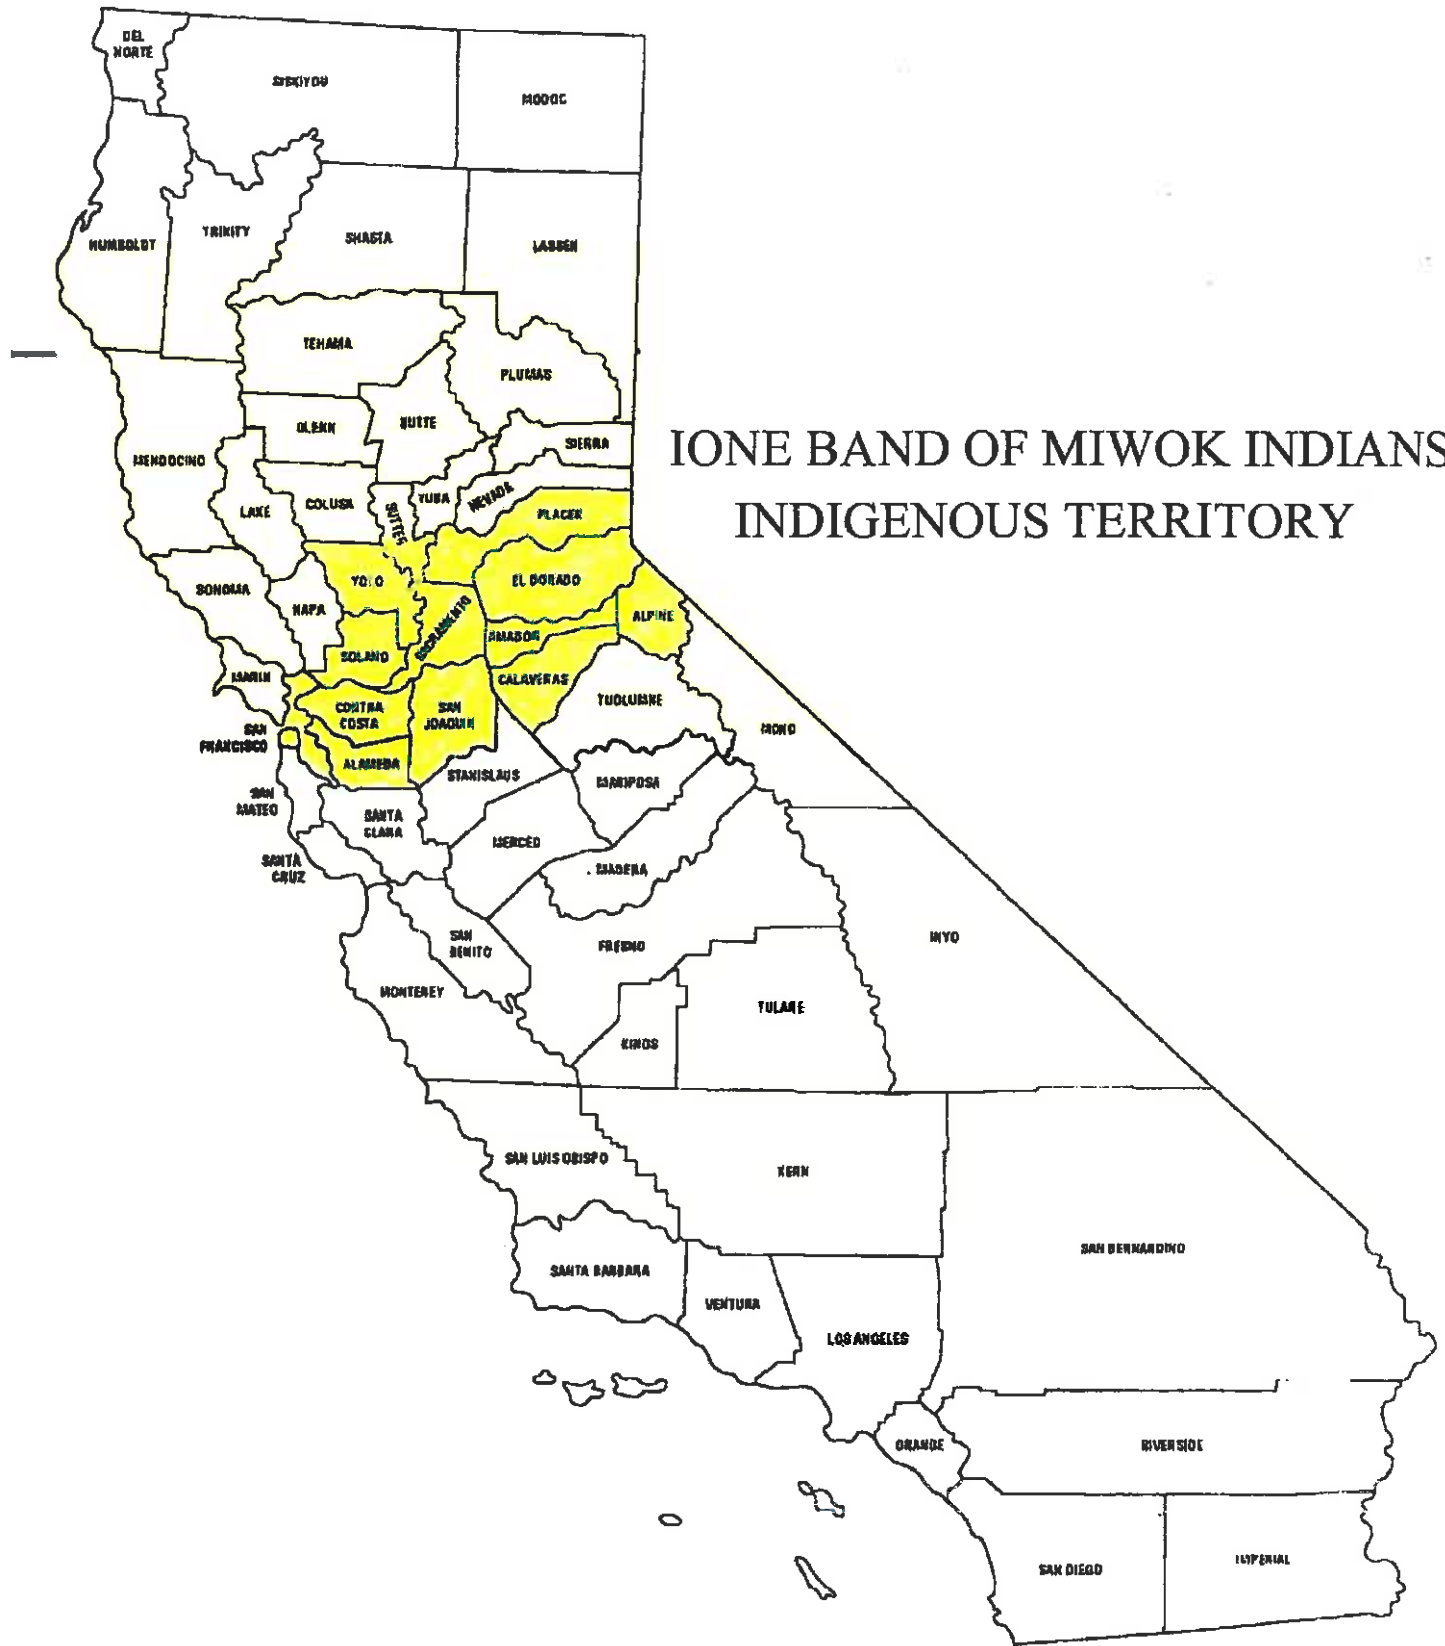 DEL
NORTE
SISKIYOU
MODOC
HUMBOLDT
TRINITY
SHASTA
LASSEN
TEHAMA
PLUMAS
GLENN
BUTTE
SIERRA
MENDOCINO
IONE BAND OF MIWOK INDIANS
INDIGENOUS TERRITORY
LAKE
COLUSA
SUTTER
YUBA
NEVADA
PLACER
SONOMA
NAPA
YOLO
EL DORADO
ALPINE
SACRAMENTO
AMADOR
SOLANO
MARIN
CALAVERAS
TUOLUMNE
CONTRA
COSTA
SAN
JOAQUIN
MONO
SAN
FRANCISCO
ALAMEDA
STANISLAUS
MARIPOSA
SAN
MATEO
SANTA
CLARA
MERCED
SANTA
CRUZ
MADERA
SAN
BENITO
FRESNO
INYO
MONTEREY
TULARE
KINGS
SAN LUIS OBISPO
KERN
SAN BERNARDINO
SANTA BARBARA
VENTURA
LOS ANGELES
ORANGE
RIVERSIDE
SAN DIEGO
IMPERIAL